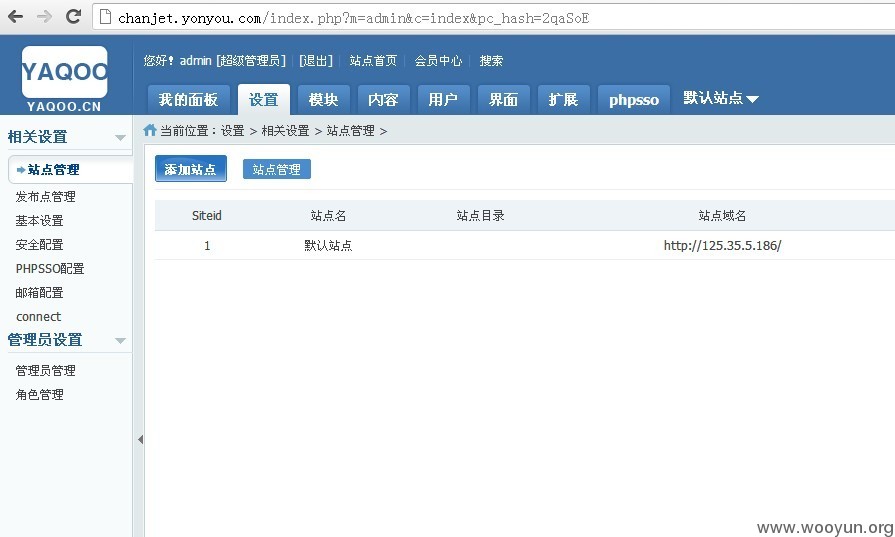 chanjet.yonyou.com/index.php?m=admin&c=index&pc_hash=2qaSoE
YAQOO
YAQOO.CN
您好! admin [超级管理员] | [退出] | 站点首页 | 会员中心 | 搜索
我的面板 设置 模块 内容 用户 界面 扩展 phpsso 默认站点
当前位置：设置 > 相关设置 > 站点管理 >
相关设置
站点管理
发布点管理
基本设置
安全配置
PHPSSO配置
邮箱配置
connect
管理员设置
管理员管理
角色管理
添加站点 站点管理
Siteid 站点名 站点目录 站点域名
1 默认站点 http://125.35.5.186/
www.wooyun.org